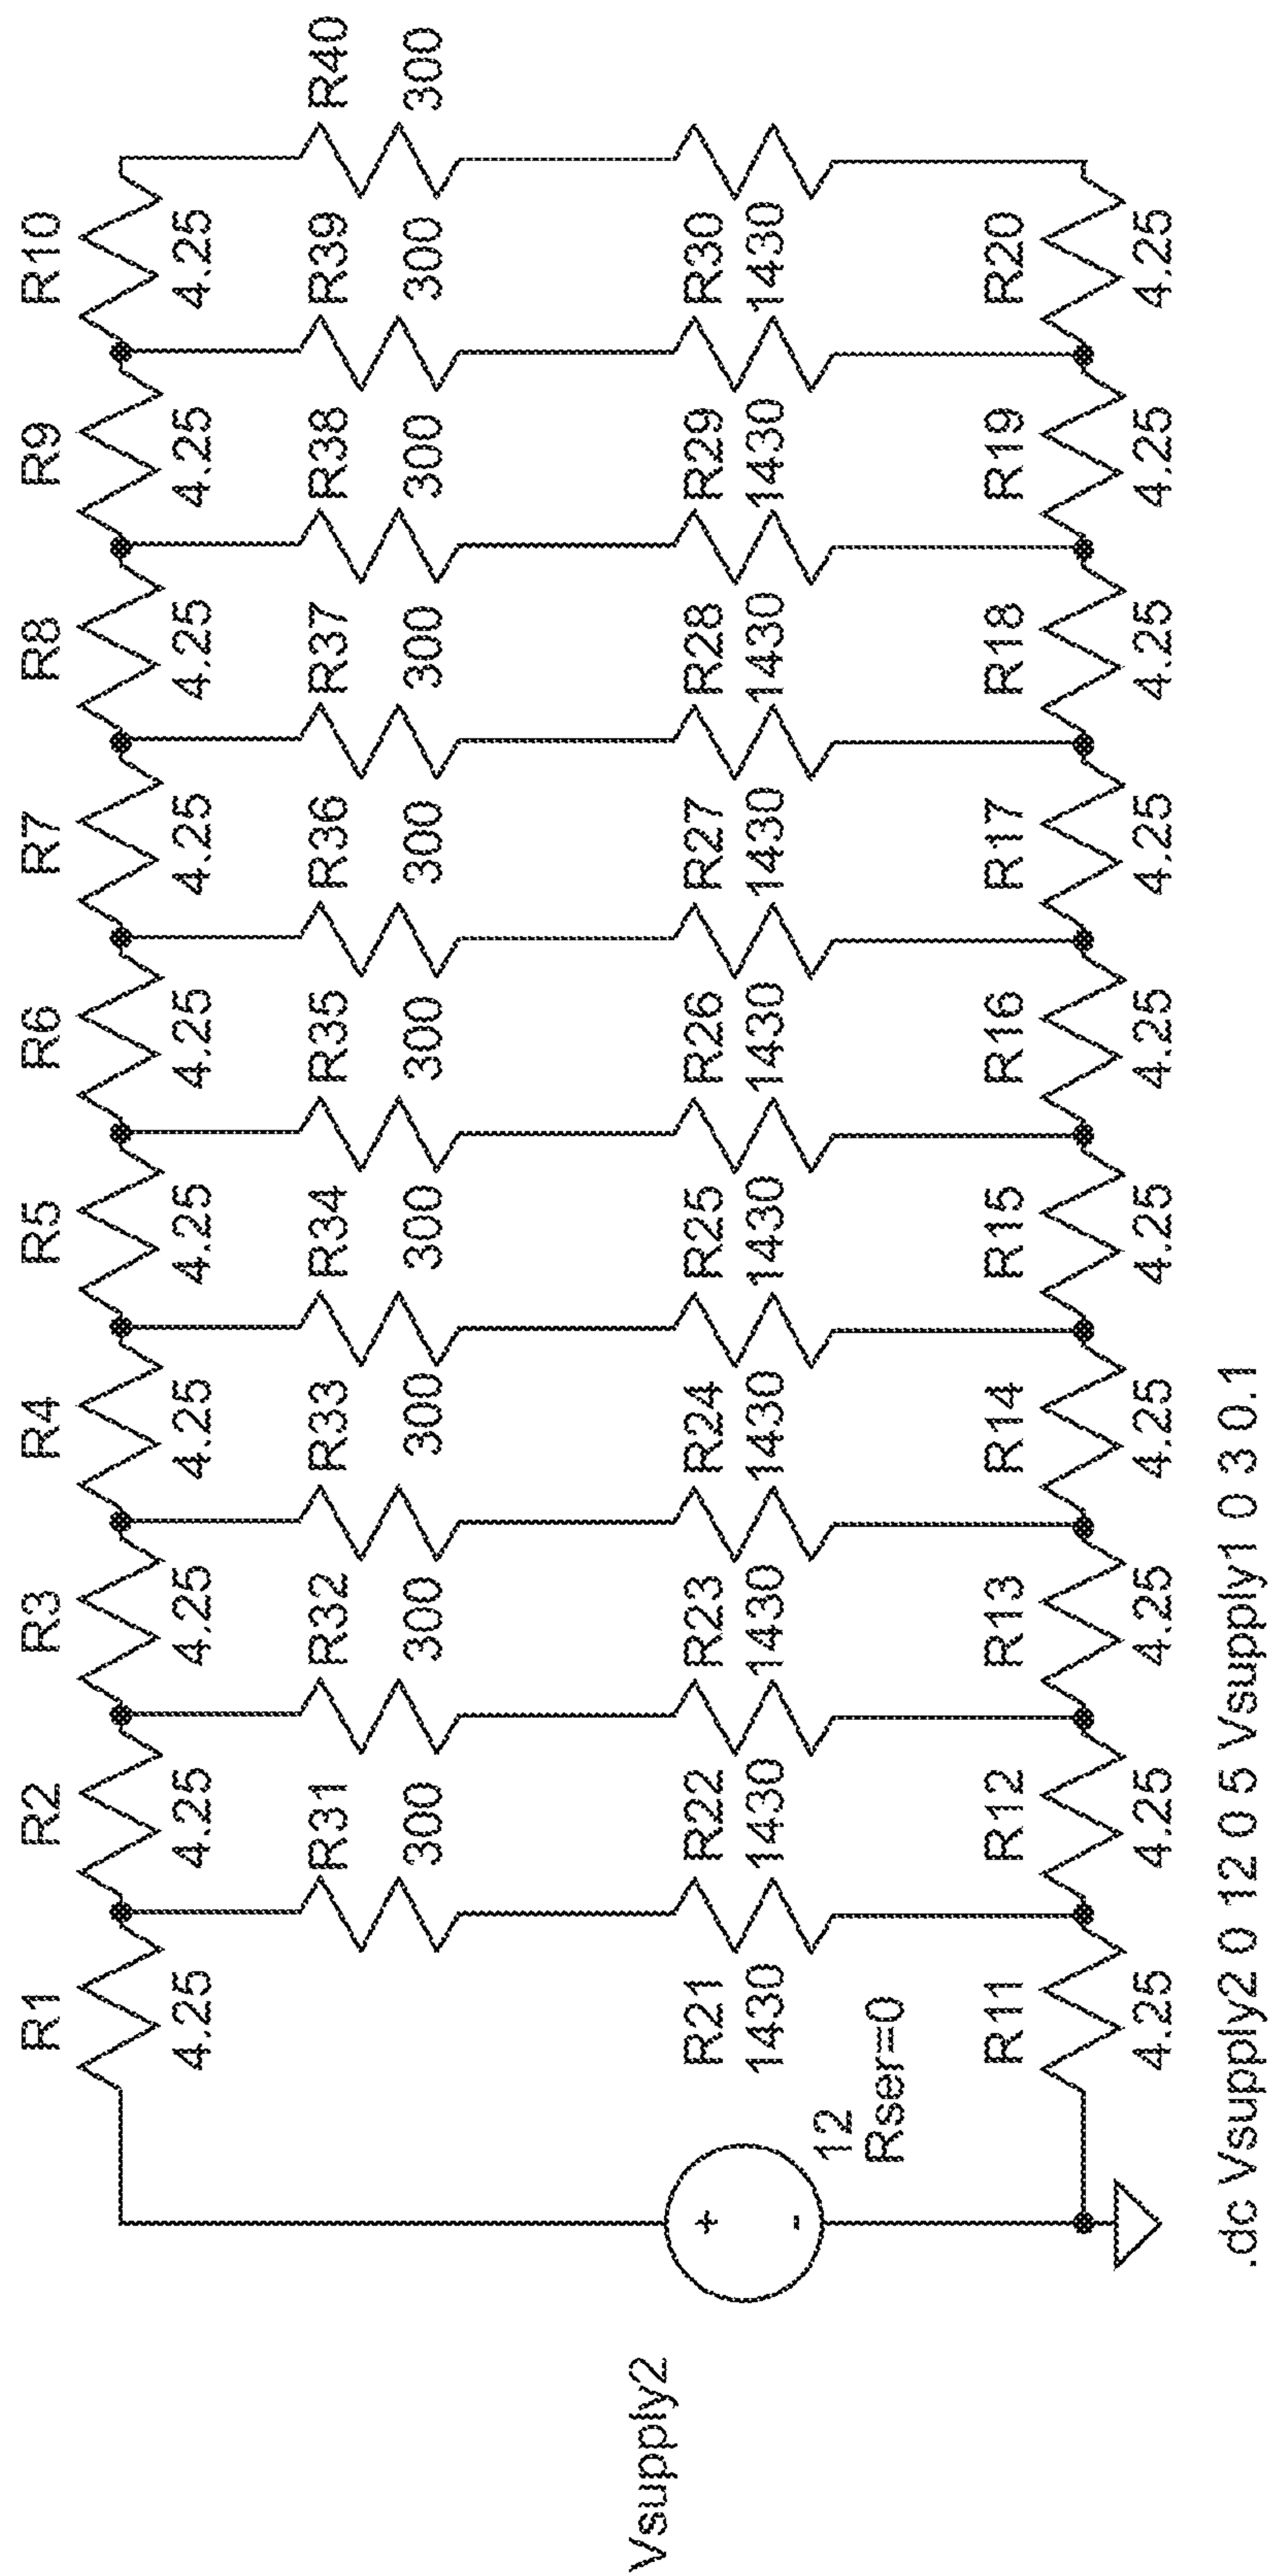 R1 R2 R3 R4 R5 R6 R7 R8 R9 R10
4.25 4.25 4.25 4.25 4.25 4.25 4.25 4.25 4.25 4.25
R31 R32 R33 R34 R35 R36 R37 R38 R39 R40
300 300 300 300 300 300 300 300 300 300
Vsupply2
+
-
R21 R22 R23 R24 R25 R26 R27 R28 R29 R30
1430 1430 1430 1430 1430 1430 1430 1430 1430 1430
12
Rser=0
R11 R12 R13 R14 R15 R16 R17 R18 R19 R20
4.25 4.25 4.25 4.25 4.25 4.25 4.25 4.25 4.25 4.25
.dc Vsupply2 0 12 0 5 Vsupply1 0 3 0.1